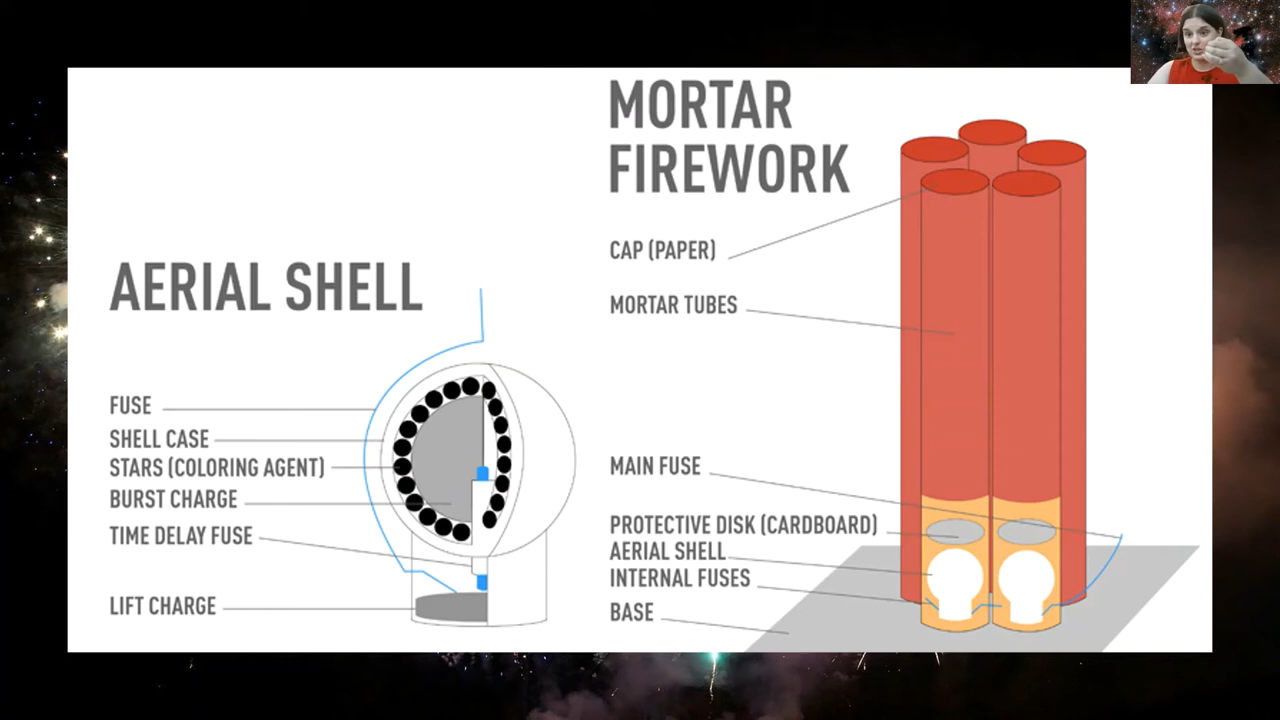 AERIAL SHELL
FUSE
SHELL CASE
STARS (COLORING AGENT)
BURST CHARGE
TIME DELAY FUSE
LIFT CHARGE
MORTAR
FIREWORK
CAP (PAPER)
MORTAR TUBES
MAIN FUSE
PROTECTIVE DISK (CARDBOARD)
AERIAL SHELL
INTERNAL FUSES
BASE